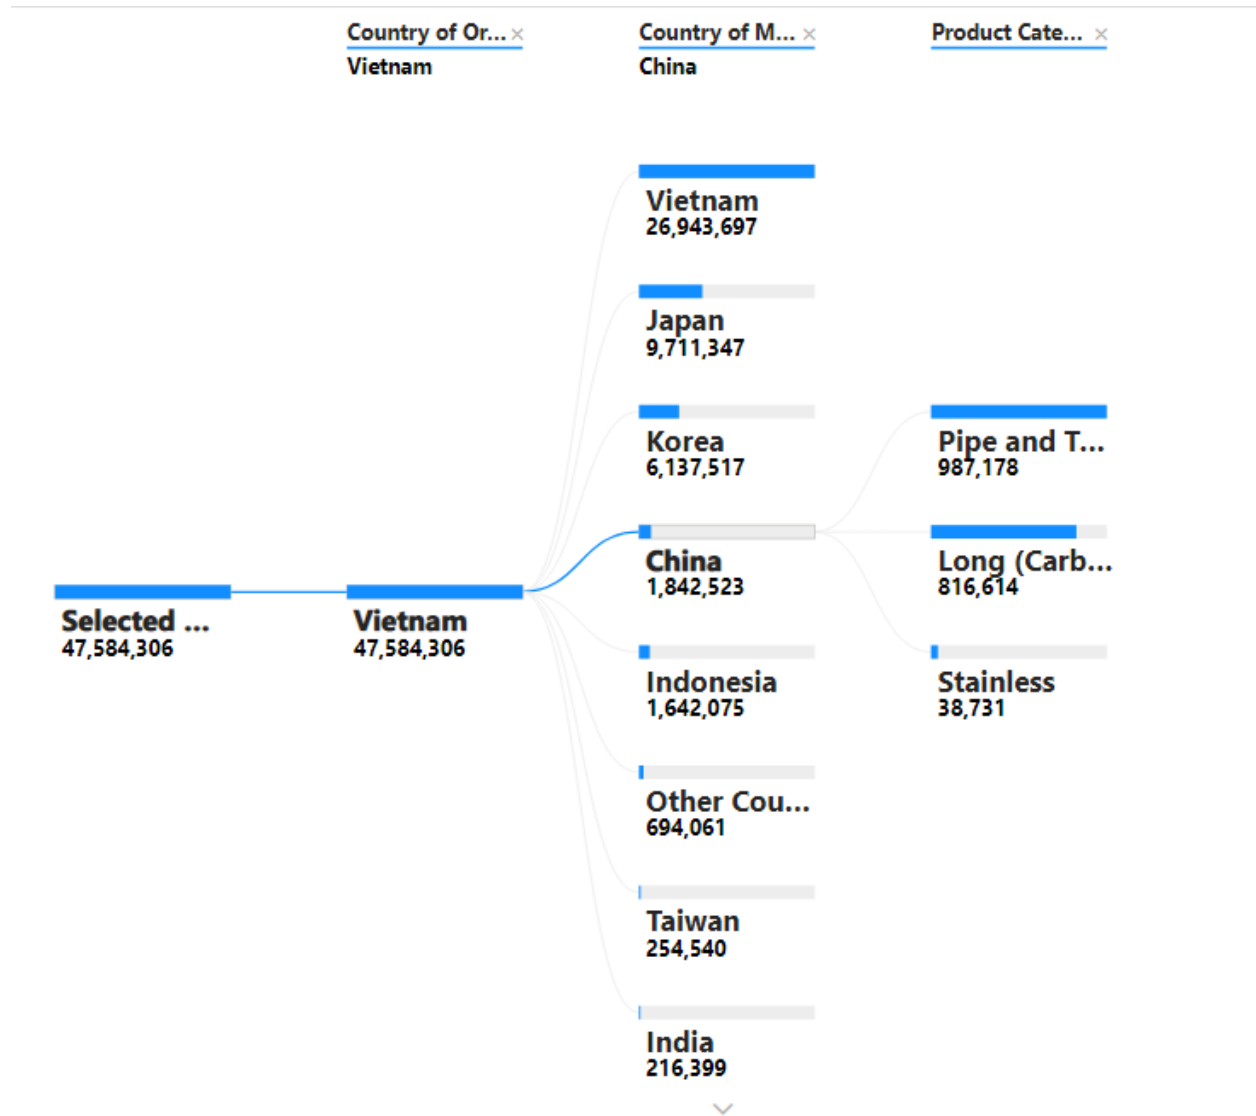 Country of Or... ×
Vietnam
Country of M... ×
China
Product Cate... ×
Selected ...
47,584,306
Vietnam
47,584,306
Vietnam
26,943,697
Japan
9,711,347
Korea
6,137,517
China
1,842,523
Indonesia
1,642,075
Other Cou...
694,061
Taiwan
254,540
India
216,399
Pipe and T...
987,178
Long (Carb...
816,614
Stainless
38,731